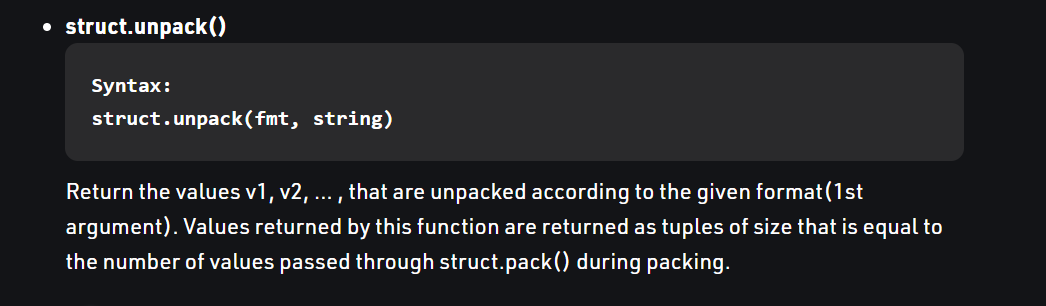 • struct.unpack()
Syntax:
struct.unpack(fmt, string)
Return the values v1, v2, ... , that are unpacked according to the given format(1st
argument). Values returned by this function are returned as tuples of size that is equal to
the number of values passed through struct.pack() during packing.